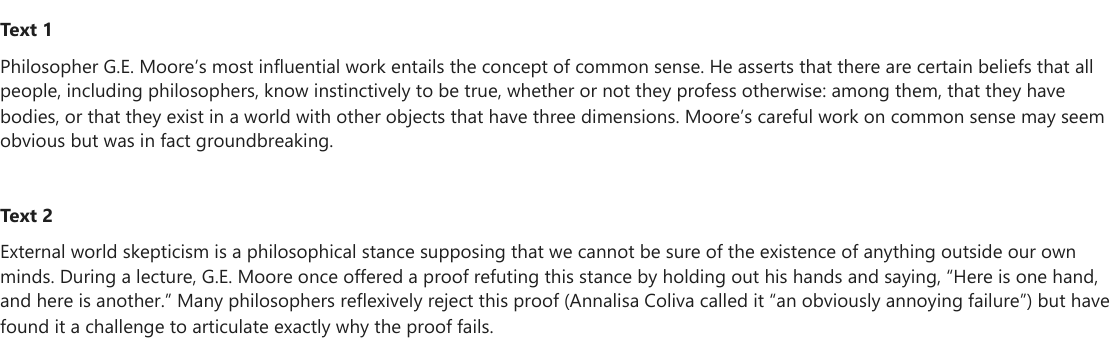 Text 1
Philosopher G.E. Moore’s most influential work entails the concept of common sense. He asserts that there are certain beliefs that all
people, including philosophers, know instinctively to be true, whether or not they profess otherwise: among them, that they have
bodies, or that they exist in a world with other objects that have three dimensions. Moore’s careful work on common sense may seem
obvious but was in fact groundbreaking.
Text 2
External world skepticism is a philosophical stance supposing that we cannot be sure of the existence of anything outside our own
minds. During a lecture, G.E. Moore once offered a proof refuting this stance by holding out his hands and saying, “Here is one hand,
and here is another.” Many philosophers reflexively reject this proof (Annalisa Coliva called it “an obviously annoying failure”) but have
found it a challenge to articulate exactly why the proof fails.